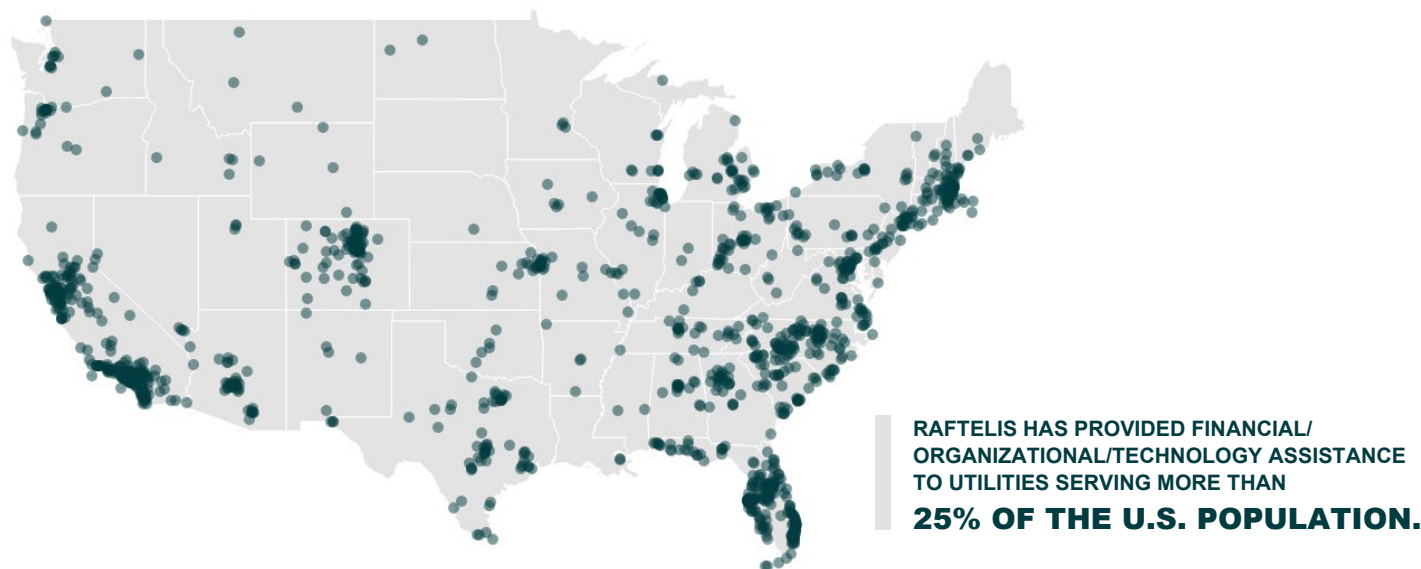 RAFTELIS HAS PROVIDED FINANCIAL/
ORGANIZATIONAL/TECHNOLOGY ASSISTANCE
TO UTILITIES SERVING MORE THAN
25% OF THE U.S. POPULATION.